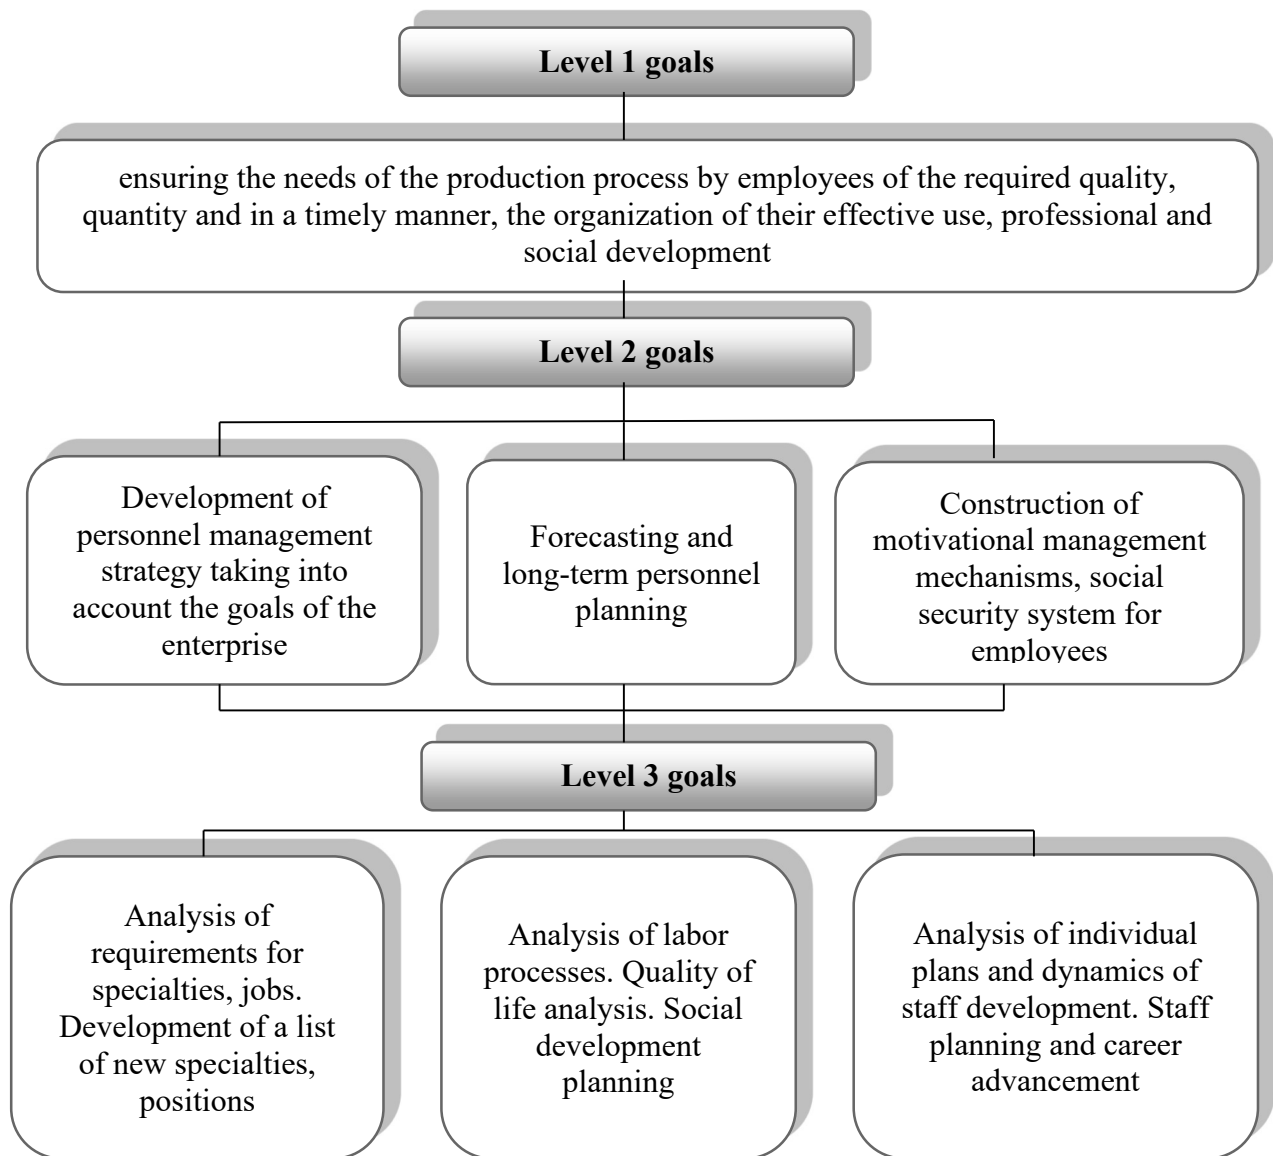 Level 1 goals
ensuring the needs of the production process by employees of the required quality,
quantity and in a timely manner, the organization of their effective use, professional and
social development
Level 2 goals
Development of
personnel management
strategy taking into
account the goals of the
enterprise
Forecasting and
long-term personnel
planning
Construction of
motivational management
mechanisms, social
security system for
employees
Level 3 goals
Analysis of
requirements for
specialties, jobs.
Development of a list
of new specialties,
positions
Analysis of labor
processes. Quality of
life analysis. Social
development
planning
Analysis of individual
plans and dynamics of
staff development. Staff
planning and career
advancement